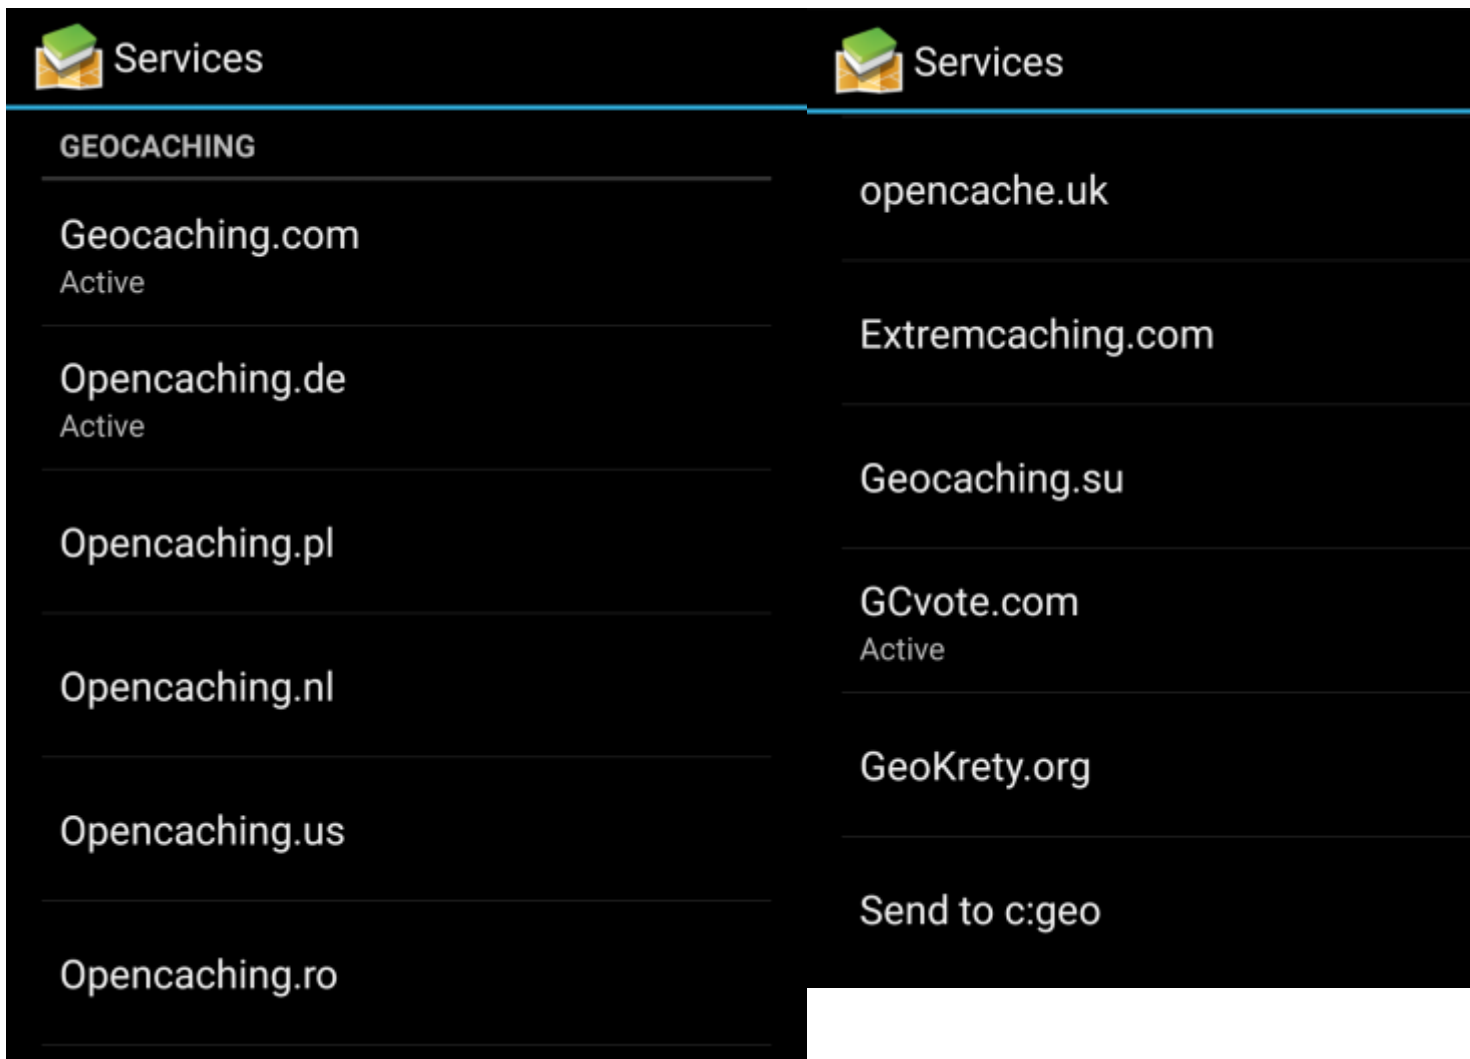 Services
GEOCACHING
Geocaching.com
Active
Opencaching.de
Active
Opencaching.pl
Opencaching.nl
Opencaching.us
Opencaching.ro
Services
opencache.uk
Extremcaching.com
Geocaching.su
GCvote.com
Active
GeoKrety.org
Send to c:geo